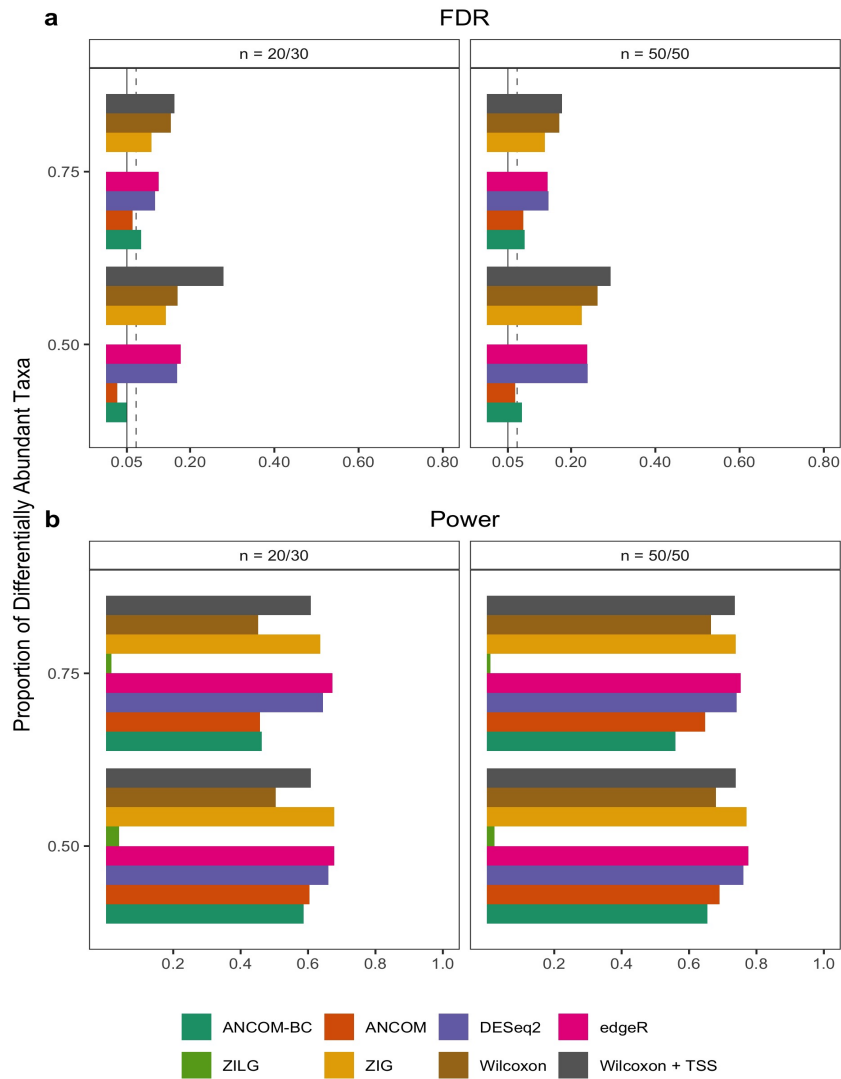 a
FDR
n = 20/30
n = 50/50
0.75
0.50
0.05 0.20 0.40 0.60 0.80
0.05 0.20 0.40 0.60 0.80
Proportion of Differentially Abundant Taxa
b
Power
n = 20/30
n = 50/50
0.75
0.50
0.2 0.4 0.6 0.8 1.0
0.2 0.4 0.6 0.8 1.0
ANCOM-BC ANCOM DESeq2 edgeR
ZILG ZIG Wilcoxon Wilcoxon + TSS